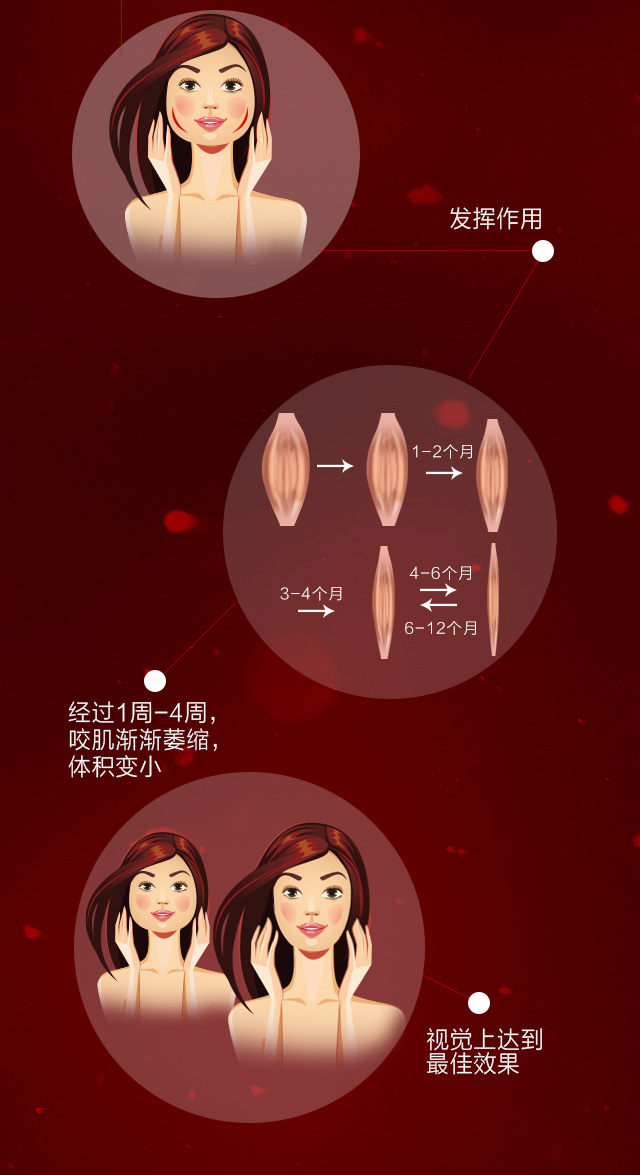 发挥作用
1-2个月
3-4个月
4-6个月
6-12个月
经过1周-4周，
咬肌渐渐萎缩，
体积变小
视觉上达到
最佳效果